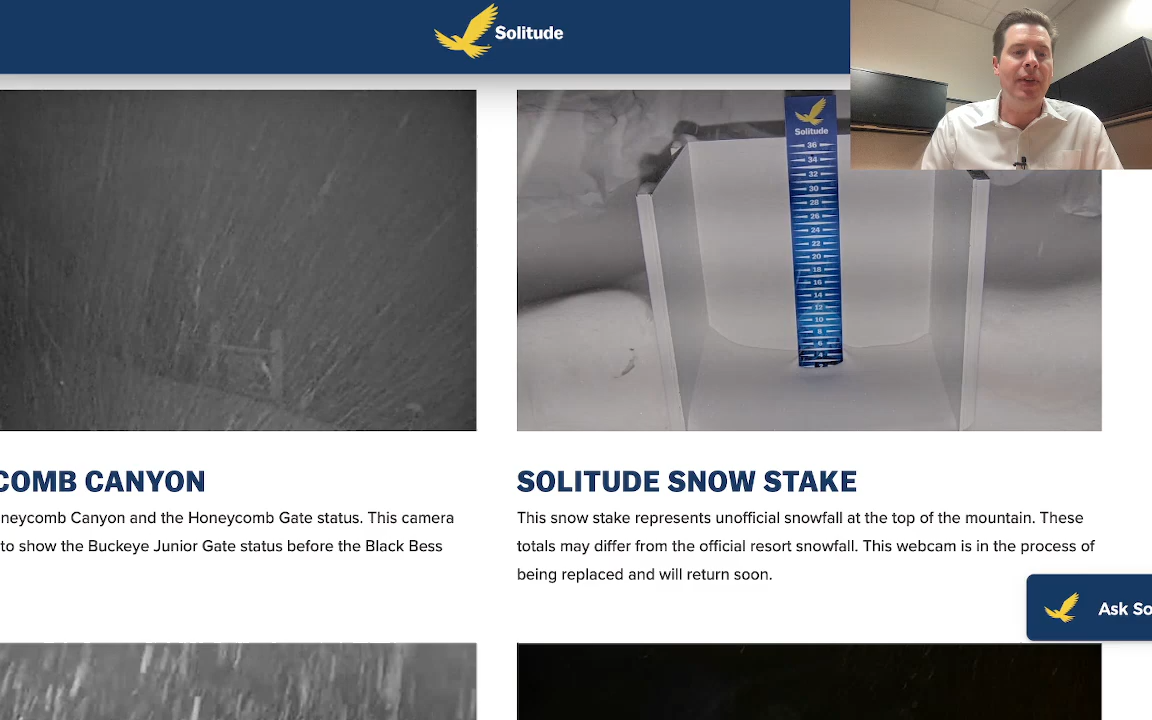 Solitude
Solitude
36
34
32
30
28
26
24
22
20
18
16
14
12
10
8
6
4
COMB CANYON
neycomb Canyon and the Honeycomb Gate status. This camera
to show the Buckeye Junior Gate status before the Black Bess
SOLITUDE SNOW STAKE
This snow stake represents unofficial snowfall at the top of the mountain. These
totals may differ from the official resort snowfall. This webcam is in the process of
being replaced and will return soon.
Ask So